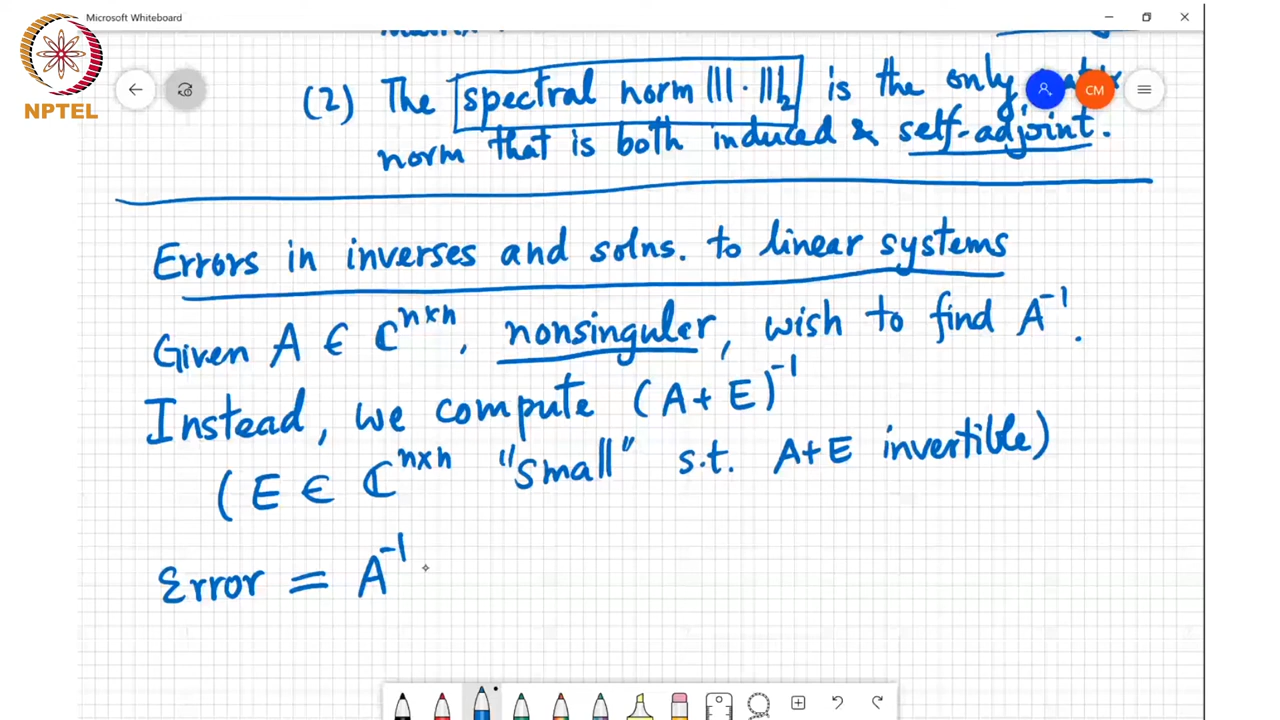 Microsoft Whiteboard
NPTEL
CM
(2) The spectral norm |||·|||₂ is the only
norm that is both induced & self-adjoint.
Errors in inverses and solns. to linear systems
Given A ∈ ℂⁿˣⁿ, nonsingular, wish to find A⁻¹.
Instead, we compute (A+E)⁻¹
(E ∈ ℂⁿˣⁿ "small" s.t. A+E invertible)
Error = A⁻¹